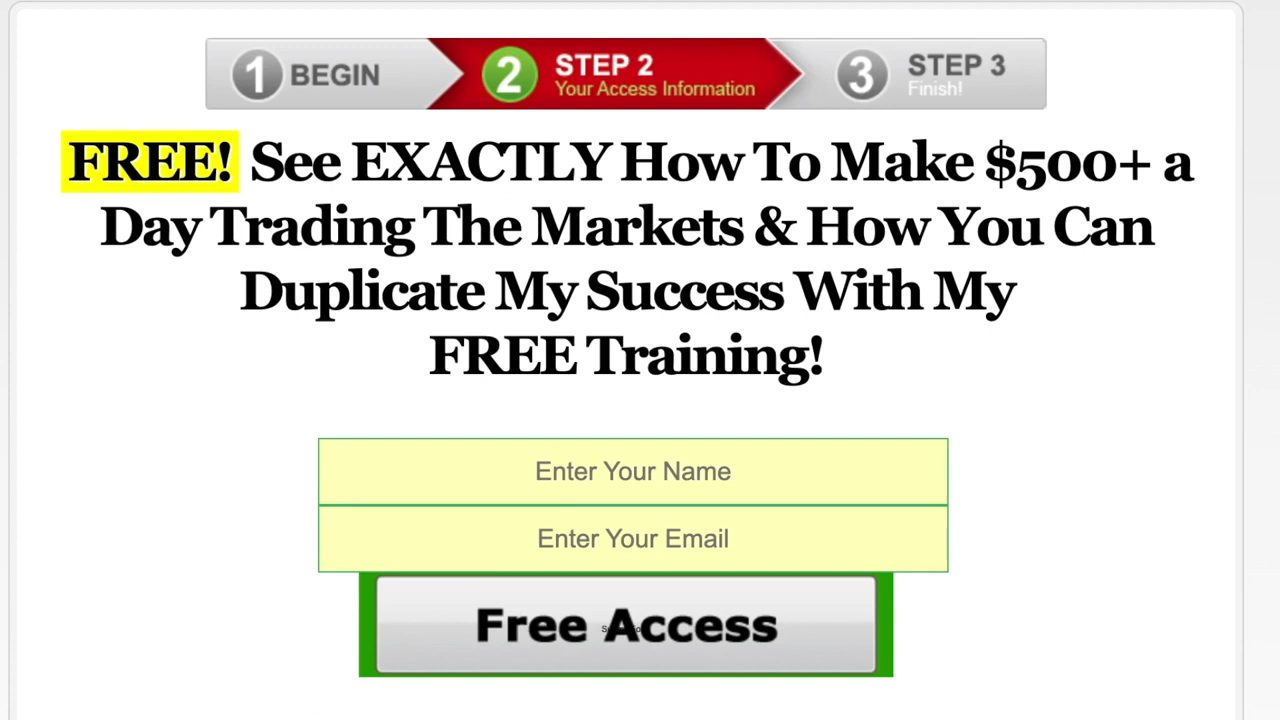 1 BEGIN
2 STEP 2
Your Access Information
3 STEP 3
Finish!
FREE! See EXACTLY How To Make $500+ a
Day Trading The Markets & How You Can
Duplicate My Success With My
FREE Training!
Enter Your Name
Enter Your Email
Free Access